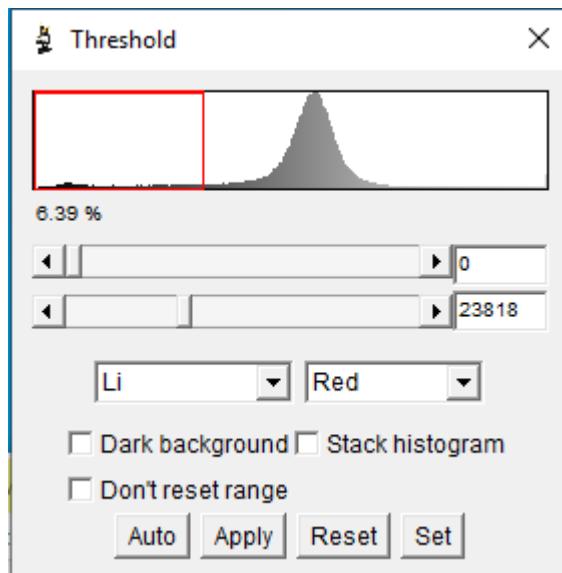 Threshold
6.39 %
0
23818
Li Red
Dark background Stack histogram
Don't reset range
Auto Apply Reset Set